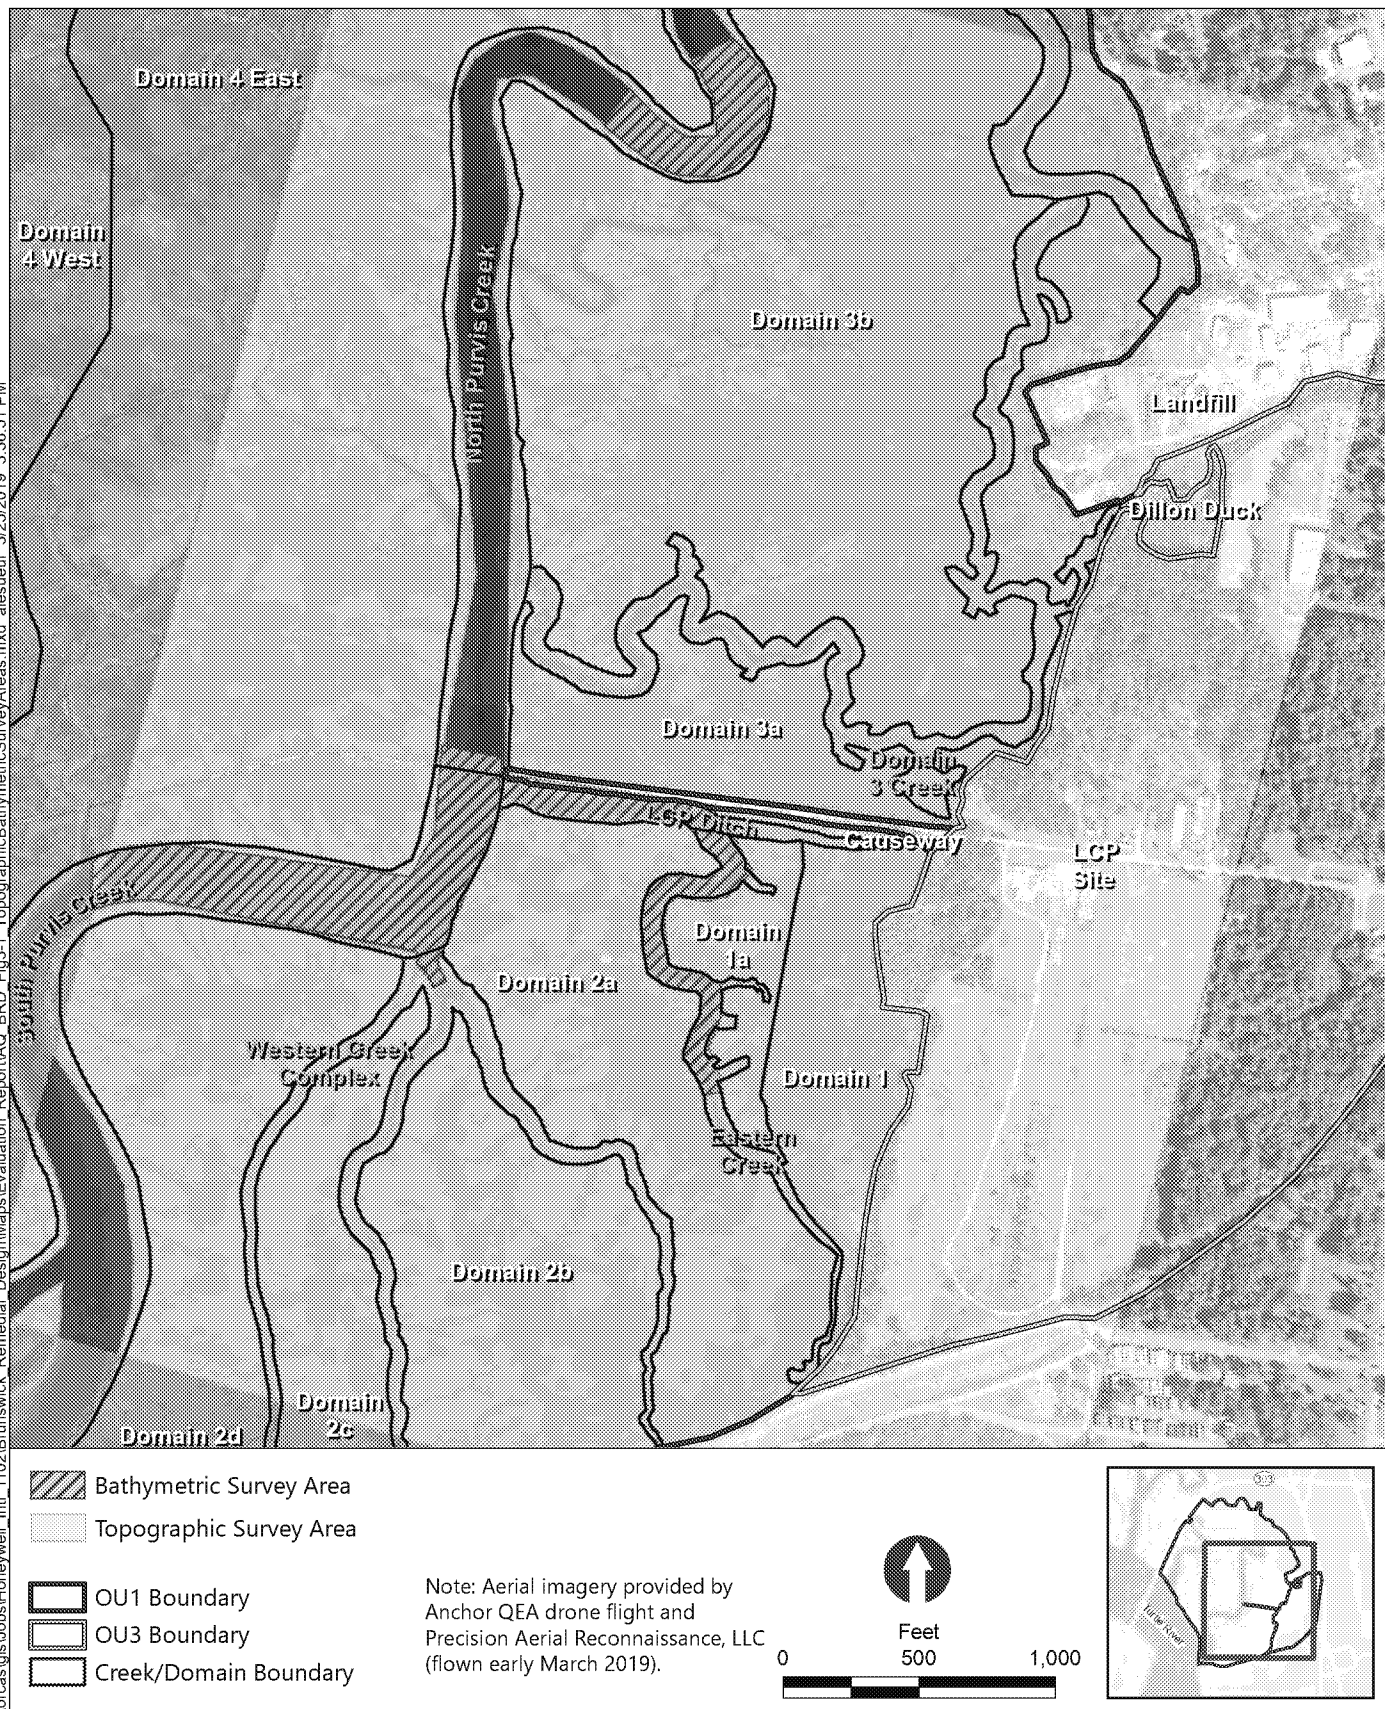 Domain 4 East
Domain
4 West
North Purvis Creek
Domain 3b
Landfill
Dillon Duck
Domain 3a
Domain
3 Creek
LCP Ditch
Causeway
LCP
Site
South Purvis Creek
Domain
1a
Domain 2a
Western Creek
Complex
Domain 1
Eastern
Creek
Domain 2b
Domain
2c
Domain 2d
Bathymetric Survey Area
Topographic Survey Area
OU1 Boundary
OU3 Boundary
Creek/Domain Boundary
Note: Aerial imagery provided by
Anchor QEA drone flight and
Precision Aerial Reconnaissance, LLC
(flown early March 2019).
Feet
0 500 1,000
Turtle River